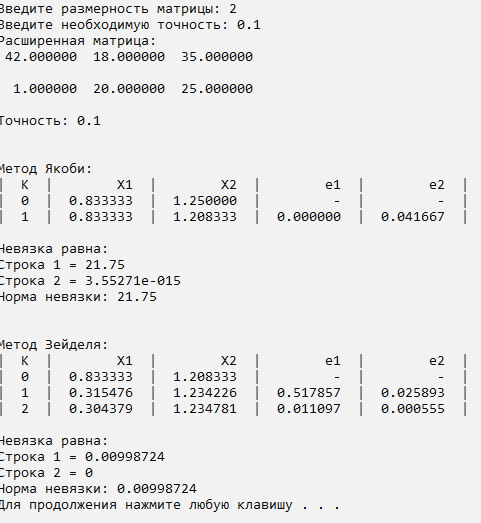 Введите размерность матрицы: 2
Введите необходимую точность: 0.1
Расширенная матрица:
42.000000 18.000000 35.000000
1.000000 20.000000 25.000000
Точность: 0.1
Метод Якоби:
| K | X1 | X2 | e1 | e2 |
| 0 | 0.833333 | 1.250000 | - | - |
| 1 | 0.833333 | 1.208333 | 0.000000 | 0.041667 |
Невязка равна:
Строка 1 = 21.75
Строка 2 = 3.55271e-015
Норма невязки: 21.75
Метод Зейделя:
| K | X1 | X2 | e1 | e2 |
| 0 | 0.833333 | 1.208333 | - | - |
| 1 | 0.315476 | 1.234226 | 0.517857 | 0.025893 |
| 2 | 0.304379 | 1.234781 | 0.011097 | 0.000555 |
Невязка равна:
Строка 1 = 0.00998724
Строка 2 = 0
Норма невязки: 0.00998724
Для продолжения нажмите любую клавишу . . .